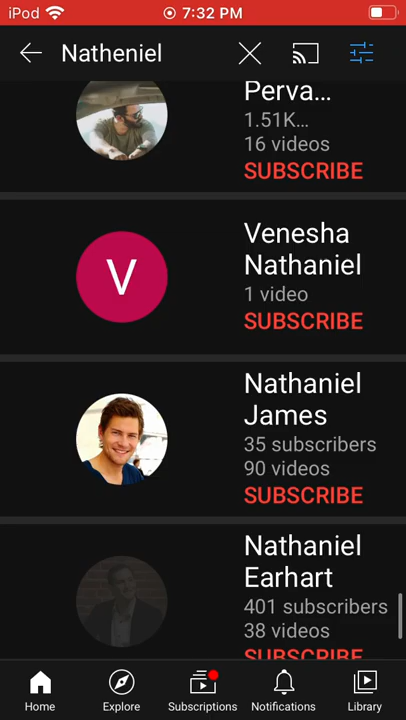 iPod 7:32 PM
Natheniel
Perva...
1.51K...
16 videos
SUBSCRIBE
V
Venesha
Nathaniel
1 video
SUBSCRIBE
Nathaniel
James
35 subscribers
90 videos
SUBSCRIBE
Nathaniel
Earhart
401 subscribers
38 videos
SUBSCRIBE
Home Explore Subscriptions Notifications Library